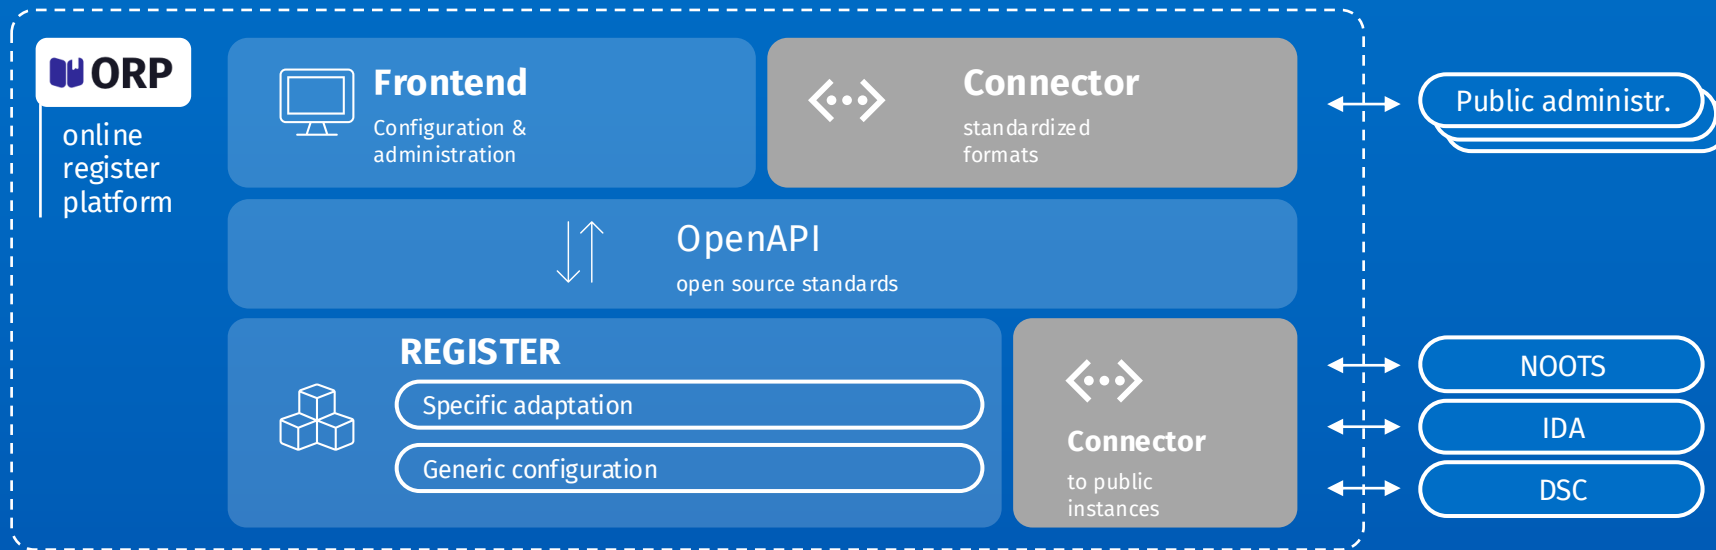 ORP
online
register
platform
Frontend
Configuration &
administration
Connector
standardized
formats
Public administr.
OpenAPI
open source standards
REGISTER
Specific adaptation
Generic configuration
Connector
to public
instances
NOOTS
IDA
DSC